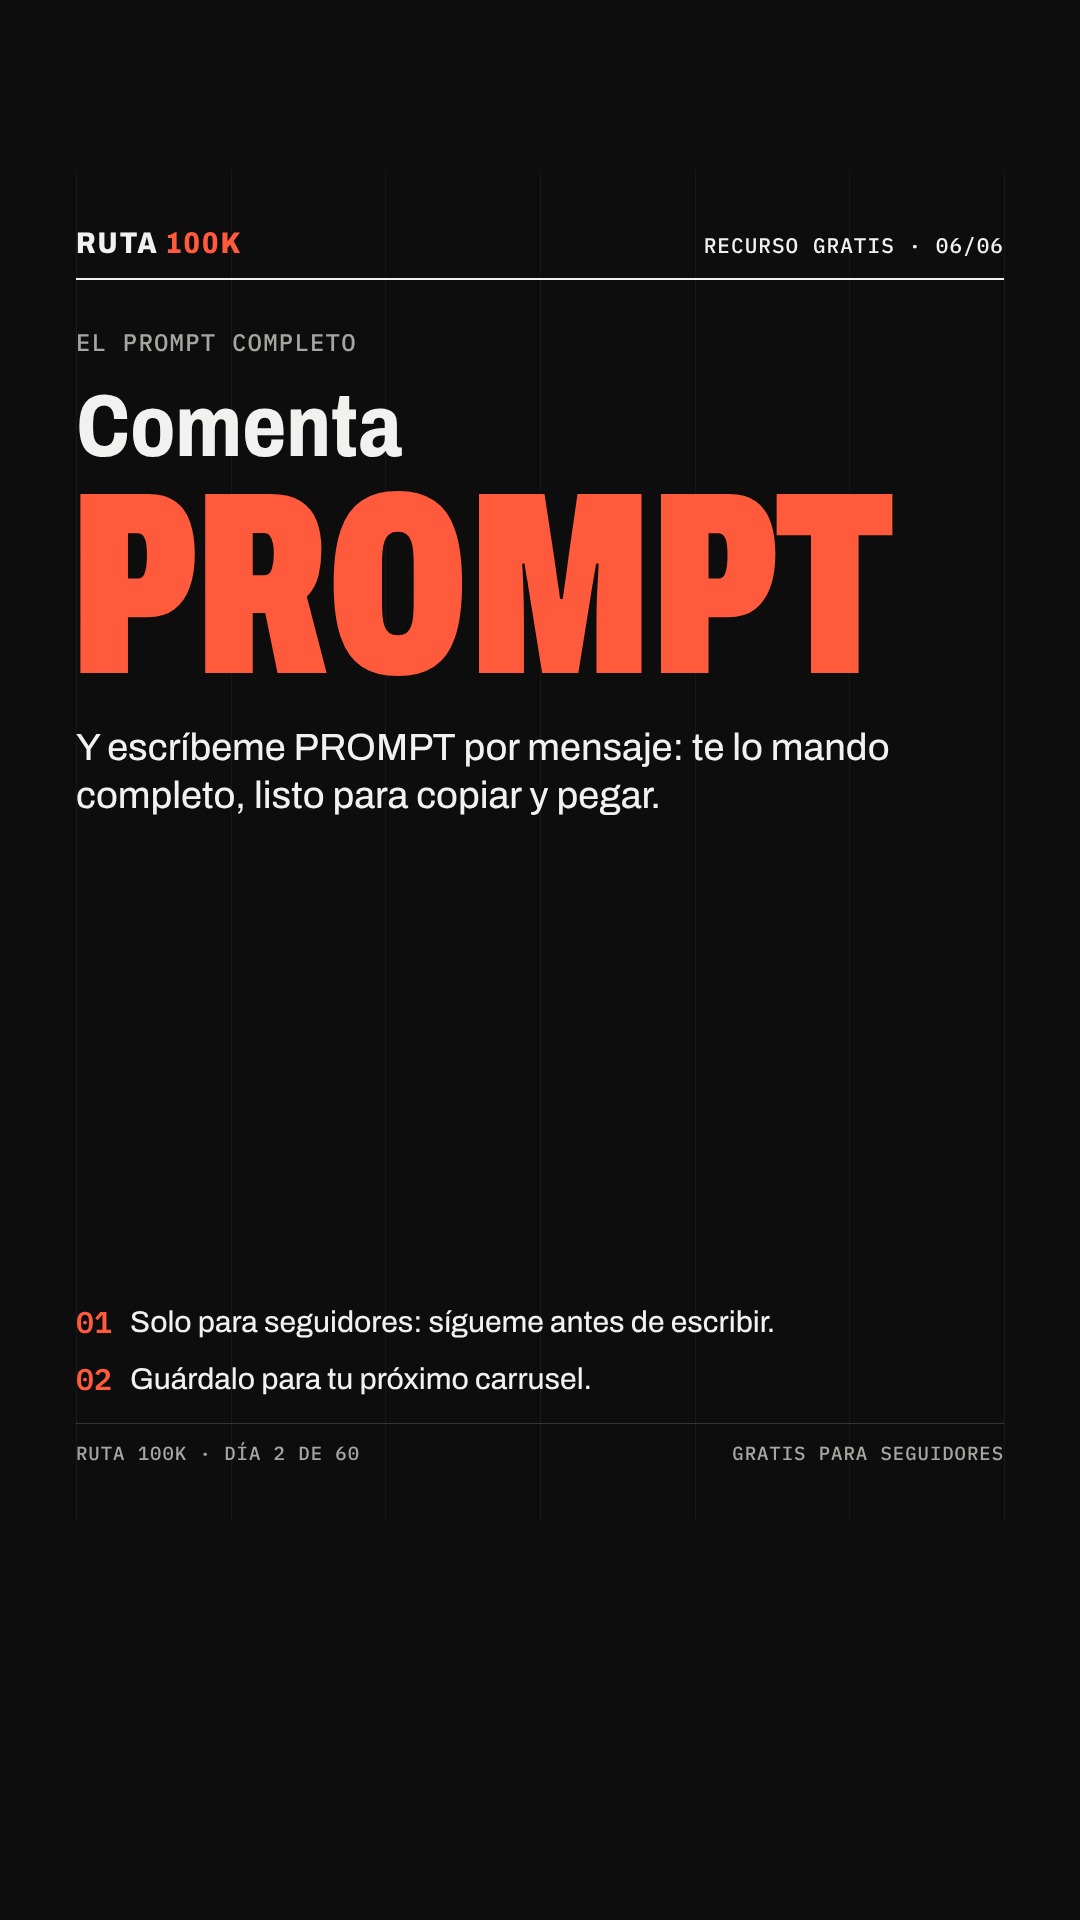 RUTA 100K
RECURSO GRATIS · 06/06
EL PROMPT COMPLETO
Comenta
PROMPT
Y escríbeme PROMPT por mensaje: te lo mando
completo, listo para copiar y pegar.
01 Solo para seguidores: sígueme antes de escribir.
02 Guárdalo para tu próximo carrusel.
RUTA 100K · DÍA 2 DE 60
GRATIS PARA SEGUIDORES